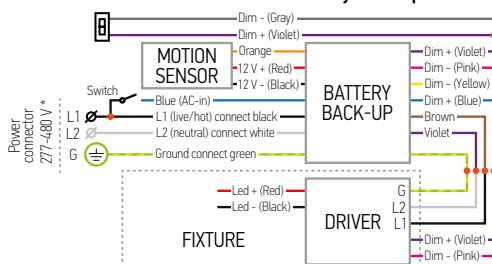 Dim - (Gray)
Dim + (Violet)
MOTION
SENSOR
Orange
12 V + (Red)
12 V - (Black)
BATTERY
BACK-UP
Dim + (Violet)
Dim - (Pink)
Dim - (Yellow)
Dim + (Blue)
Brown
Violet
Switch
Blue (AC-in)
L1
L1 (live/hot) connect black
L2
L2 (neutral) connect white
G
Ground connect green
Power
connector
277-480 V *
Led + (Red)
Led - (Black)
FIXTURE
DRIVER
G
L2
L1
Dim + (Violet)
Dim - (Pink)